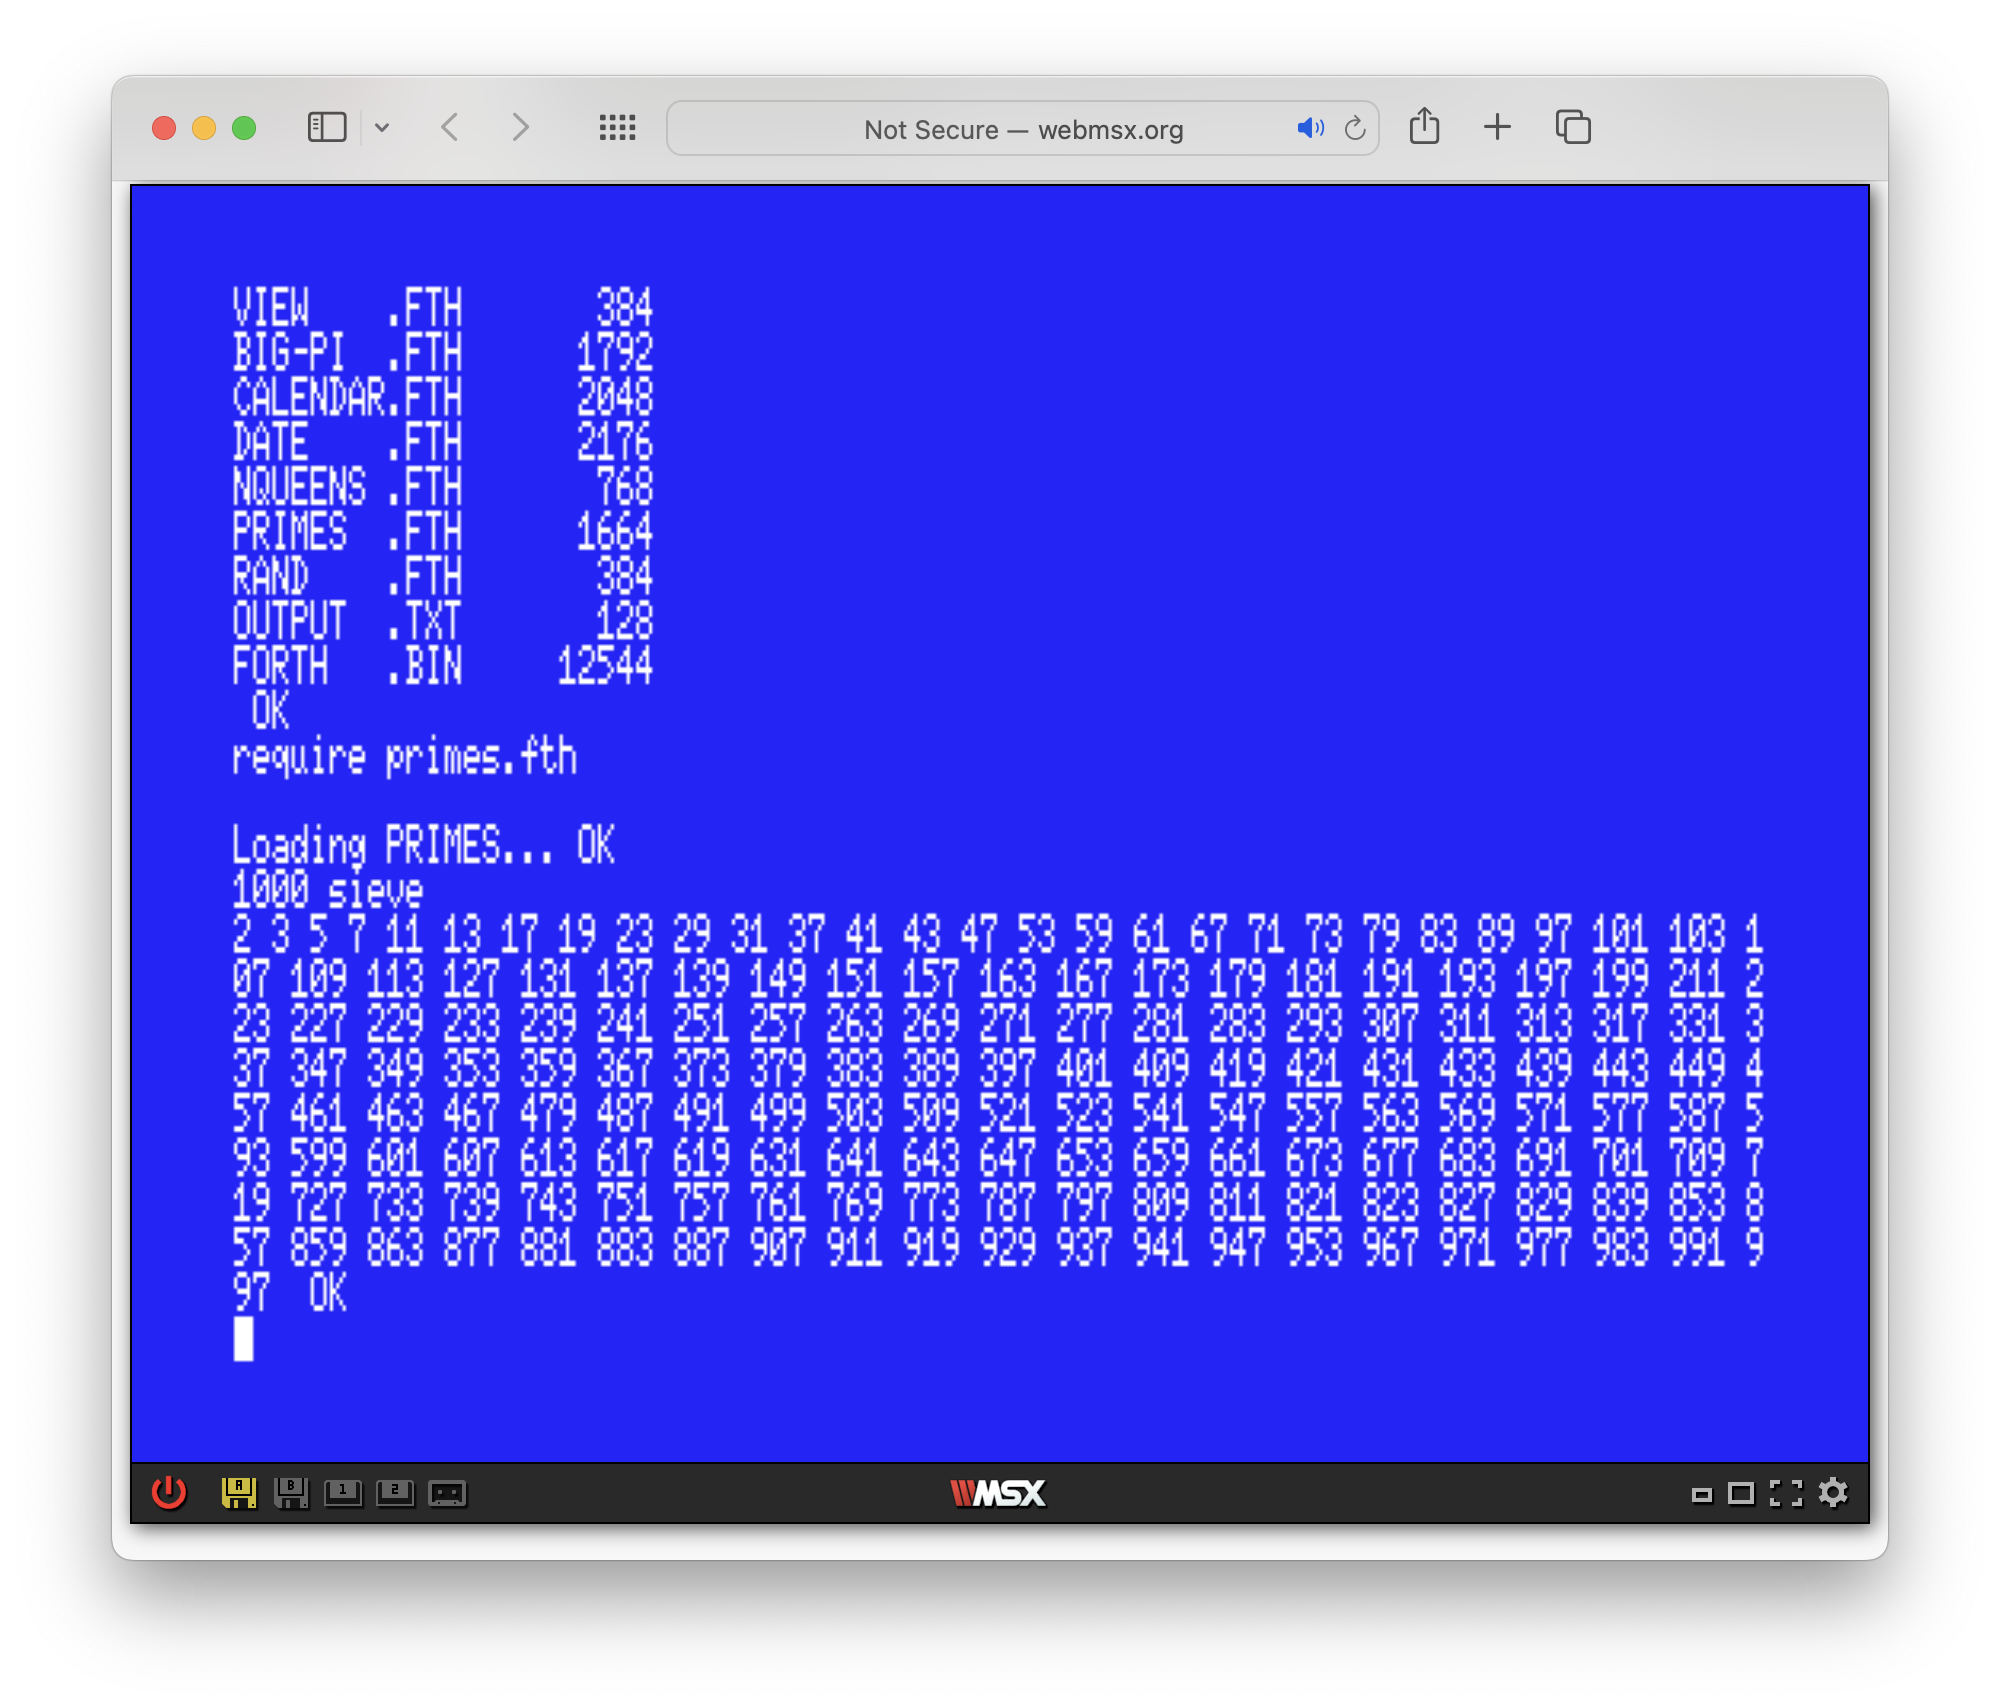 Not Secure — webmsx.org
VIEW    .FTH       384
BIG-PI  .FTH      1792
CALENDAR.FTH      2048
DATE    .FTH      2176
NQUEENS .FTH       768
PRIMES  .FTH      1664
RAND    .FTH       384
OUTPUT  .TXT       128
FORTH   .BIN     12544
 OK
require primes.fth
Loading PRIMES... OK
1000 sieve
2 3 5 7 11 13 17 19 23 29 31 37 41 43 47 53 59 61 67 71 73 79 83 89 97 101 103 1
07 109 113 127 131 137 139 149 151 157 163 167 173 179 181 191 193 197 199 211 2
23 227 229 233 239 241 251 257 263 269 271 277 281 283 293 307 311 313 317 331 3
37 347 349 353 359 367 373 379 383 389 397 401 409 419 421 431 433 439 443 449 4
57 461 463 467 479 487 491 499 503 509 521 523 541 547 557 563 569 571 577 587 5
93 599 601 607 613 617 619 631 641 643 647 653 659 661 673 677 683 691 701 709 7
19 727 733 739 743 751 757 761 769 773 787 797 809 811 821 823 827 829 839 853 8
57 859 863 877 881 883 887 907 911 919 929 937 941 947 953 967 971 977 983 991 9
97  OK
A B 1 2 WMSX